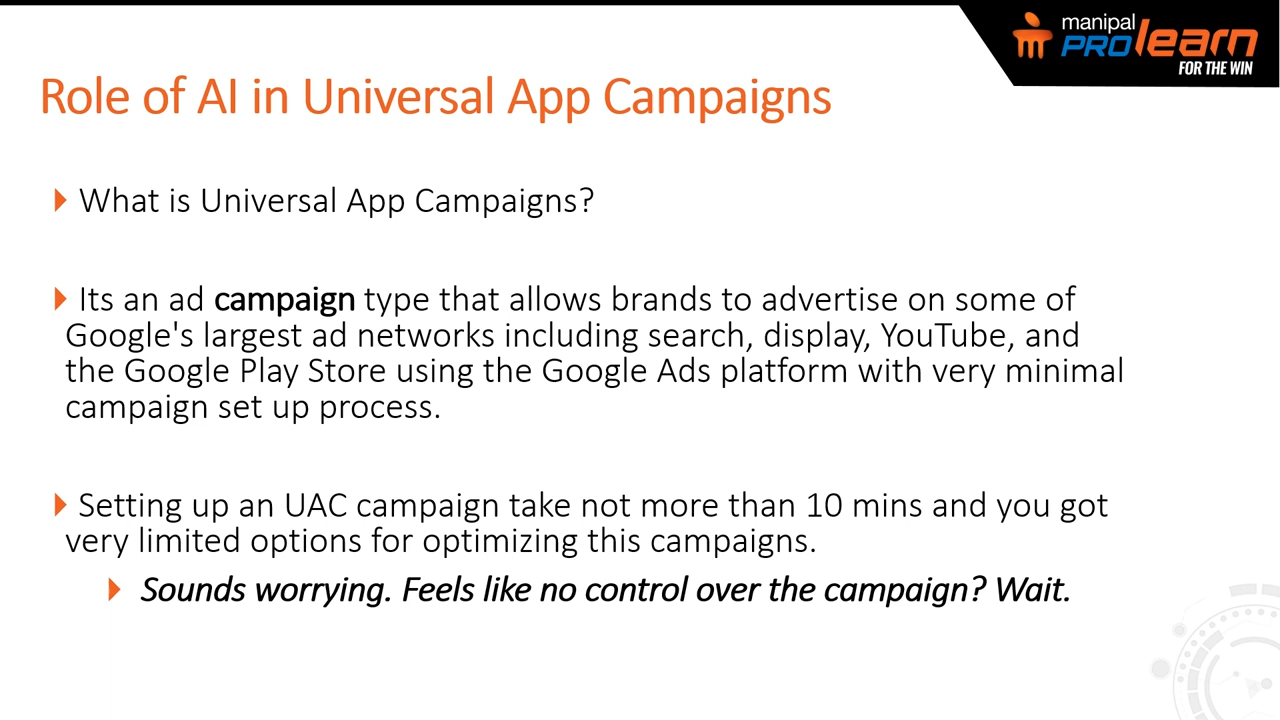 manipal
PROlearn
FOR THE WIN
Role of AI in Universal App Campaigns
What is Universal App Campaigns?
Its an ad campaign type that allows brands to advertise on some of
Google's largest ad networks including search, display, YouTube, and
the Google Play Store using the Google Ads platform with very minimal
campaign set up process.
Setting up an UAC campaign take not more than 10 mins and you got
very limited options for optimizing this campaigns.
Sounds worrying. Feels like no control over the campaign? Wait.